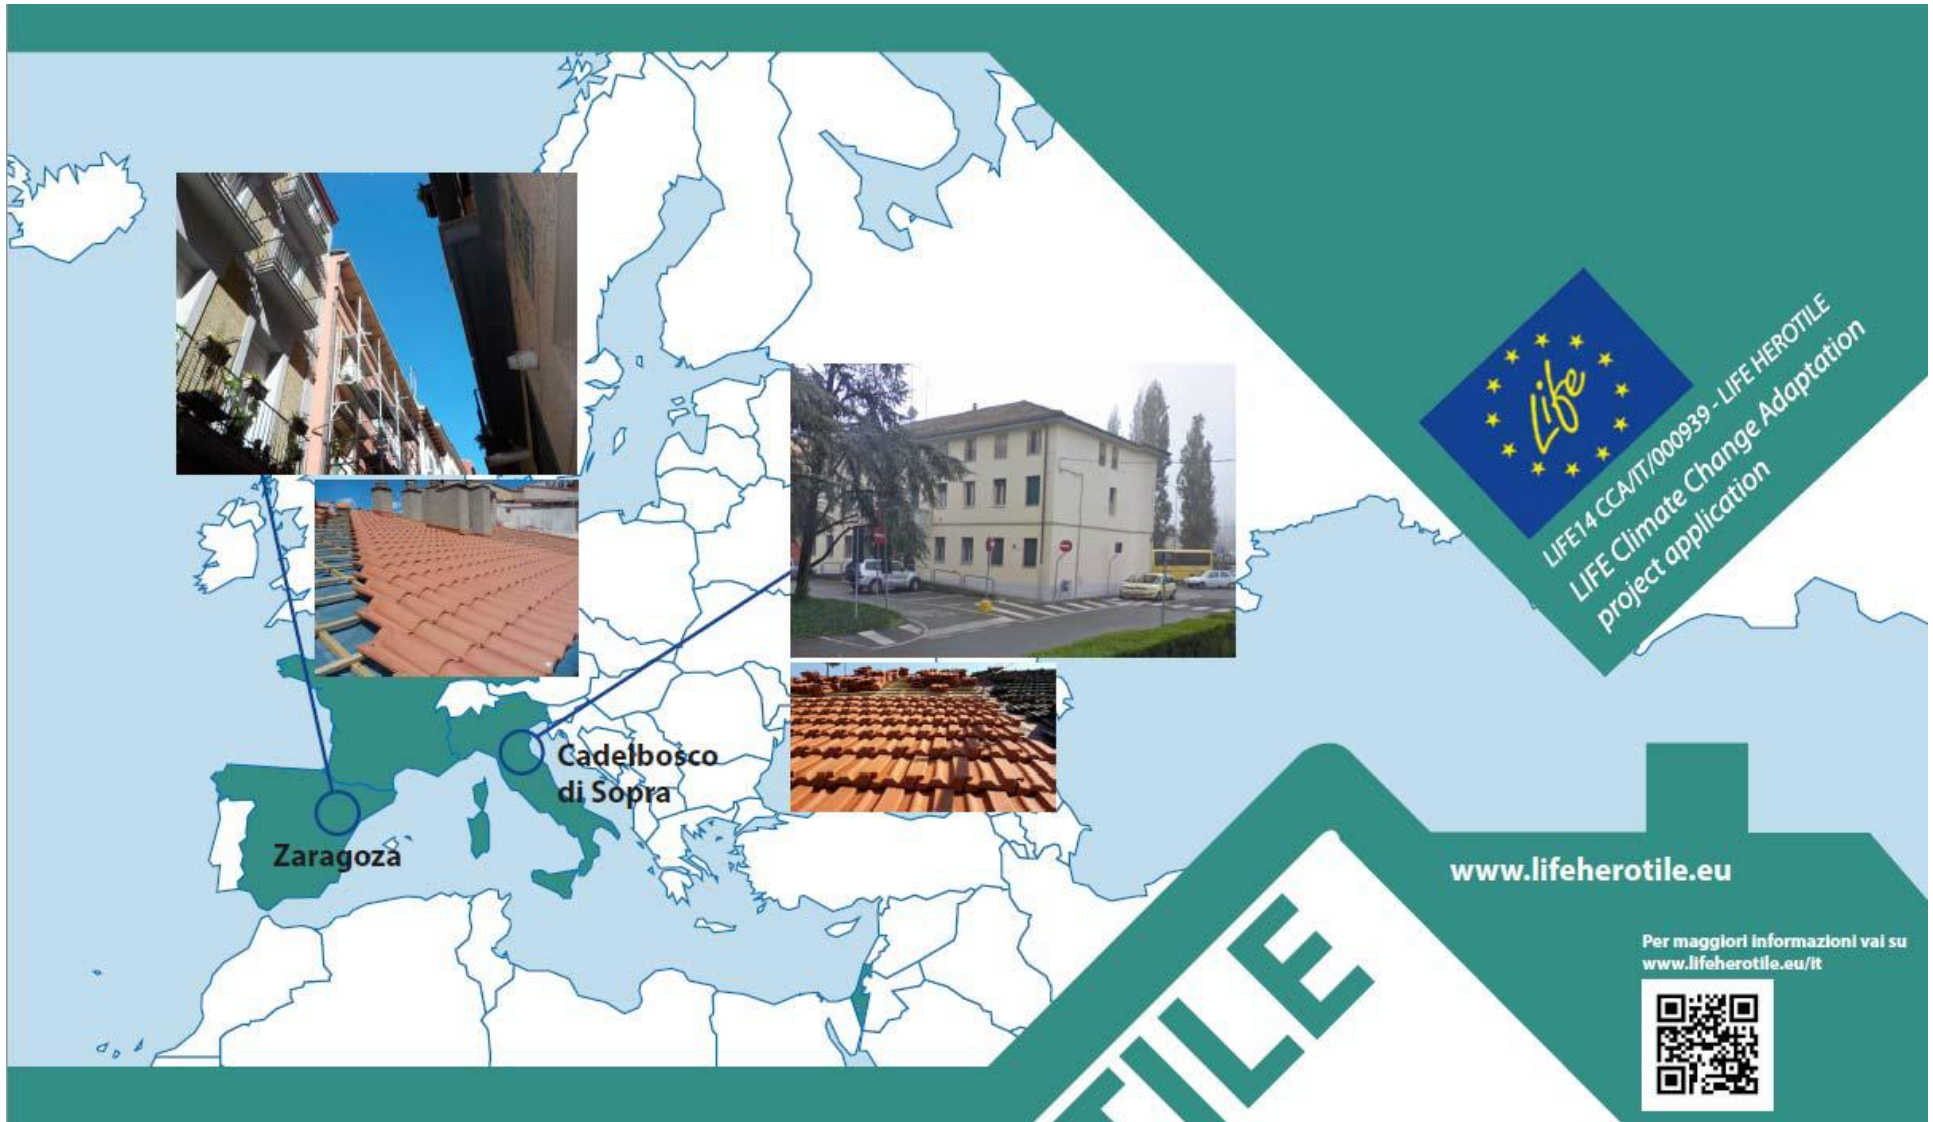 Life
LIFE14 CCA/IT/000939 - LIFE HEROTILE
LIFE Climate Change Adaptation
project application
Cadelbosco
di Sopra
Zaragoza
www.lifeherotile.eu
Per maggiori informazioni vai su
www.lifeherotile.eu/it
TILE